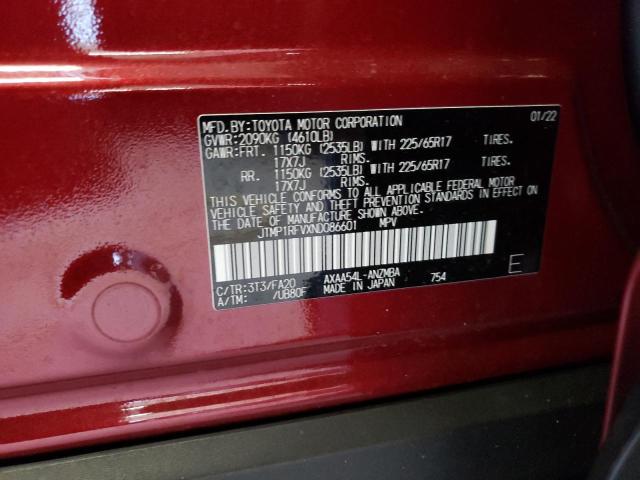 MFD.BY:TOYOTA MOTOR CORPORATION 01/22
GVWR:2090KG (4610LB)
GAWR:FRT. 1150KG (2535LB) WITH 225/65R17 TIRES.
17X7J RIMS.
RR. 1150KG (2535LB) WITH 225/65R17 TIRES.
17X7J RIMS.
THIS VEHICLE CONFORMS TO ALL APPLICABLE FEDERAL MOTOR
VEHICLE SAFETY AND THEFT PREVENTION STANDARDS IN EFFECT ON
THE DATE OF MANUFACTURE SHOWN ABOVE.
JTMP1RFVXND086601 MPV
C/TR:3T3/FA20 AXAA54L-ANZMBA 754 E
A/TM: /UB80F MADE IN JAPAN